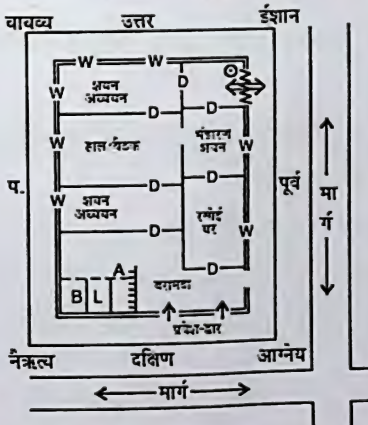 वायव्य उत्तर ईशान
W W D
शयन
अध्ययन
W D D
हाल बैठक
भंडारण
शयन
W W
प. पूर्व मार्ग
D D
W शयन
अध्ययन
रसोई
घर
W
D D
A
B L
बरामदा
प्रवेश-द्वार
नैऋत्य दक्षिण आग्नेय
मार्ग